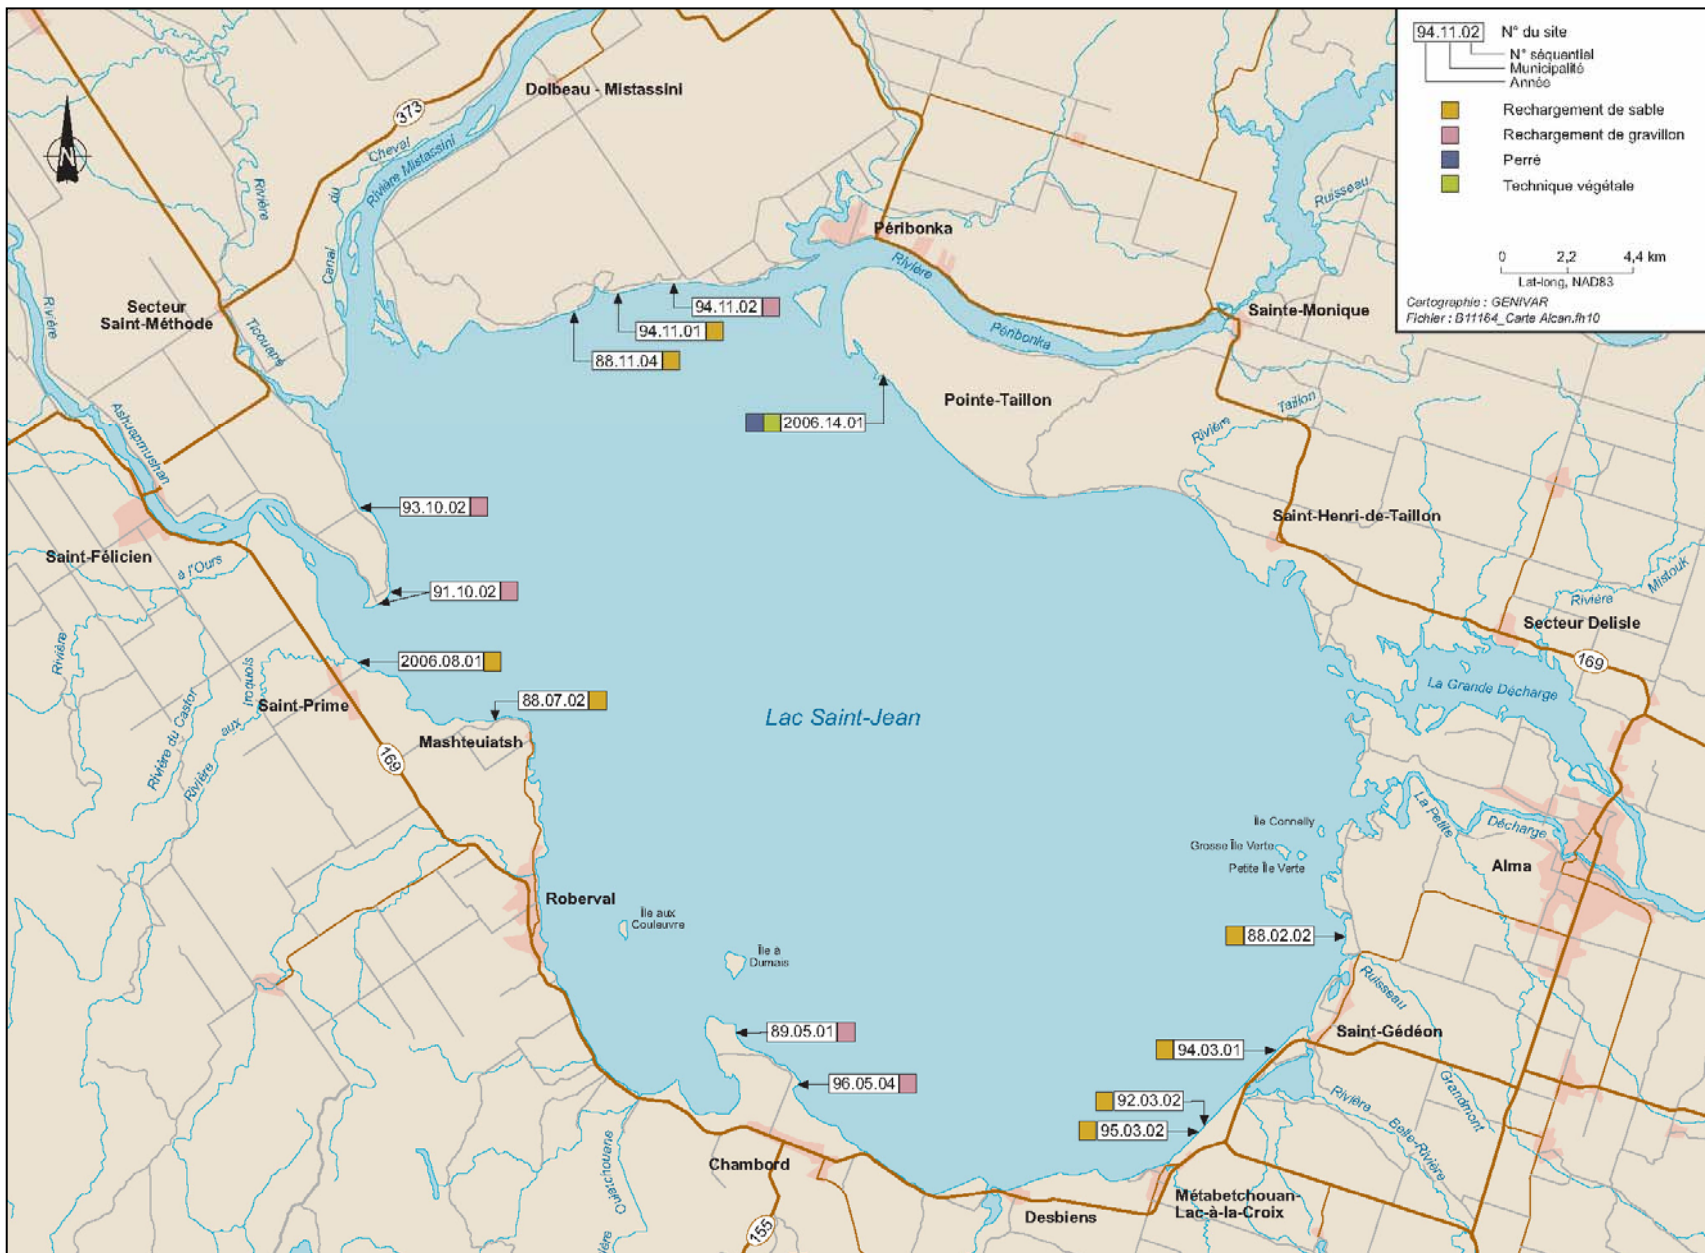 94.11.02 N° du site
N° séquentiel
Municipalité
Année
Rechargement de sable
Rechargement de gravillon
Perré
Technique végétale
0 2,2 4,4 km
Lat-long, NAD83
Cartographie : GENIVAR
Fichier : B11164_Carte Alcan.fh10
N
373
Dolbeau - Mistassini
Rivière Mistassini
Canal du Cheval
Rivière
Ticouapé
Secteur
Saint-Méthode
Péribonka
Rivière
Péribonka
Ruisseau
Sainte-Monique
94.11.02
94.11.01
88.11.04
2006.14.01
Pointe-Taillon
Rivière Taillon
Rivière
Ashuapmushuan
Saint-Félicien
à l'Ours
Rivière
93.10.02
91.10.02
2006.08.01
88.07.02
Saint-Henri-de-Taillon
Rivière Mistouk
Secteur Delisle
169
La Grande Décharge
Saint-Prime
Mashteuiatsh
169
Rivière du Castor
Rivière aux Iroquois
Lac Saint-Jean
La Petite Décharge
Île Connelly
Grosse Île Verte
Petite Île Verte
Alma
Roberval
Île aux
Couleuvre
Île à
Dumais
88.02.02
89.05.01
96.05.04
94.03.01
92.03.02
95.03.02
Saint-Gédéon
Ruisseau Grandmont
Rivière Belle-Rivière
Ouiatchouane
ière
Chambord
155
Desbiens
Métabetchouan-
Lac-à-la-Croix